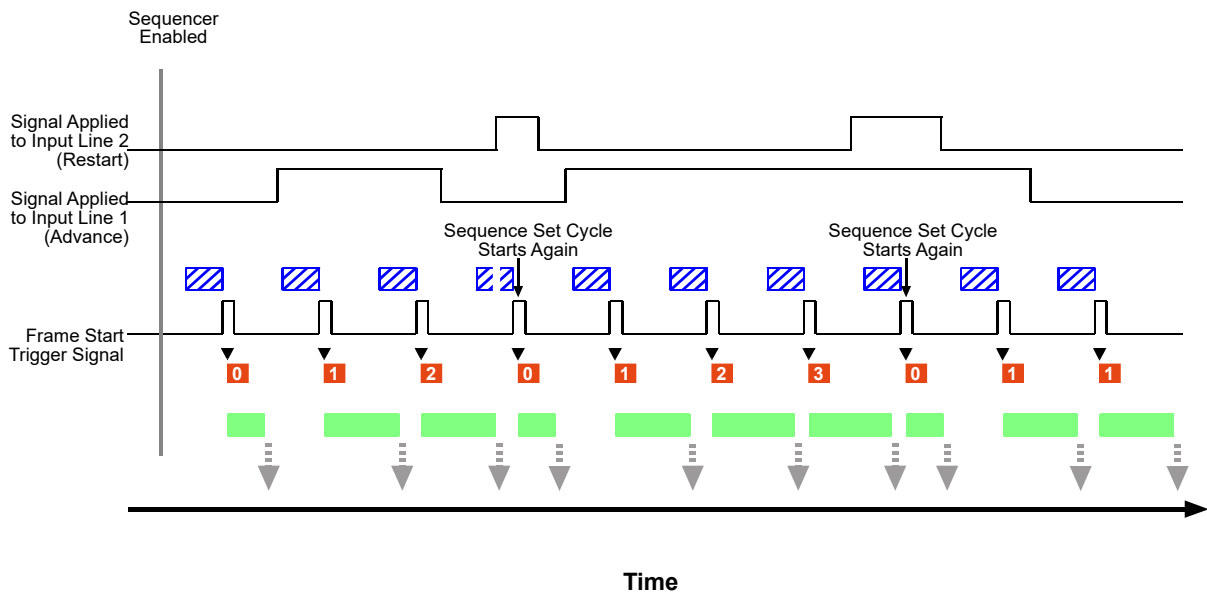 Sequencer
Enabled
Signal Applied
to Input Line 2
(Restart)
Signal Applied
to Input Line 1
(Advance)
Sequence Set Cycle
Starts Again
Sequence Set Cycle
Starts Again
Frame Start
Trigger Signal
0 1 2 0 1 2 3 0 1 1
Time